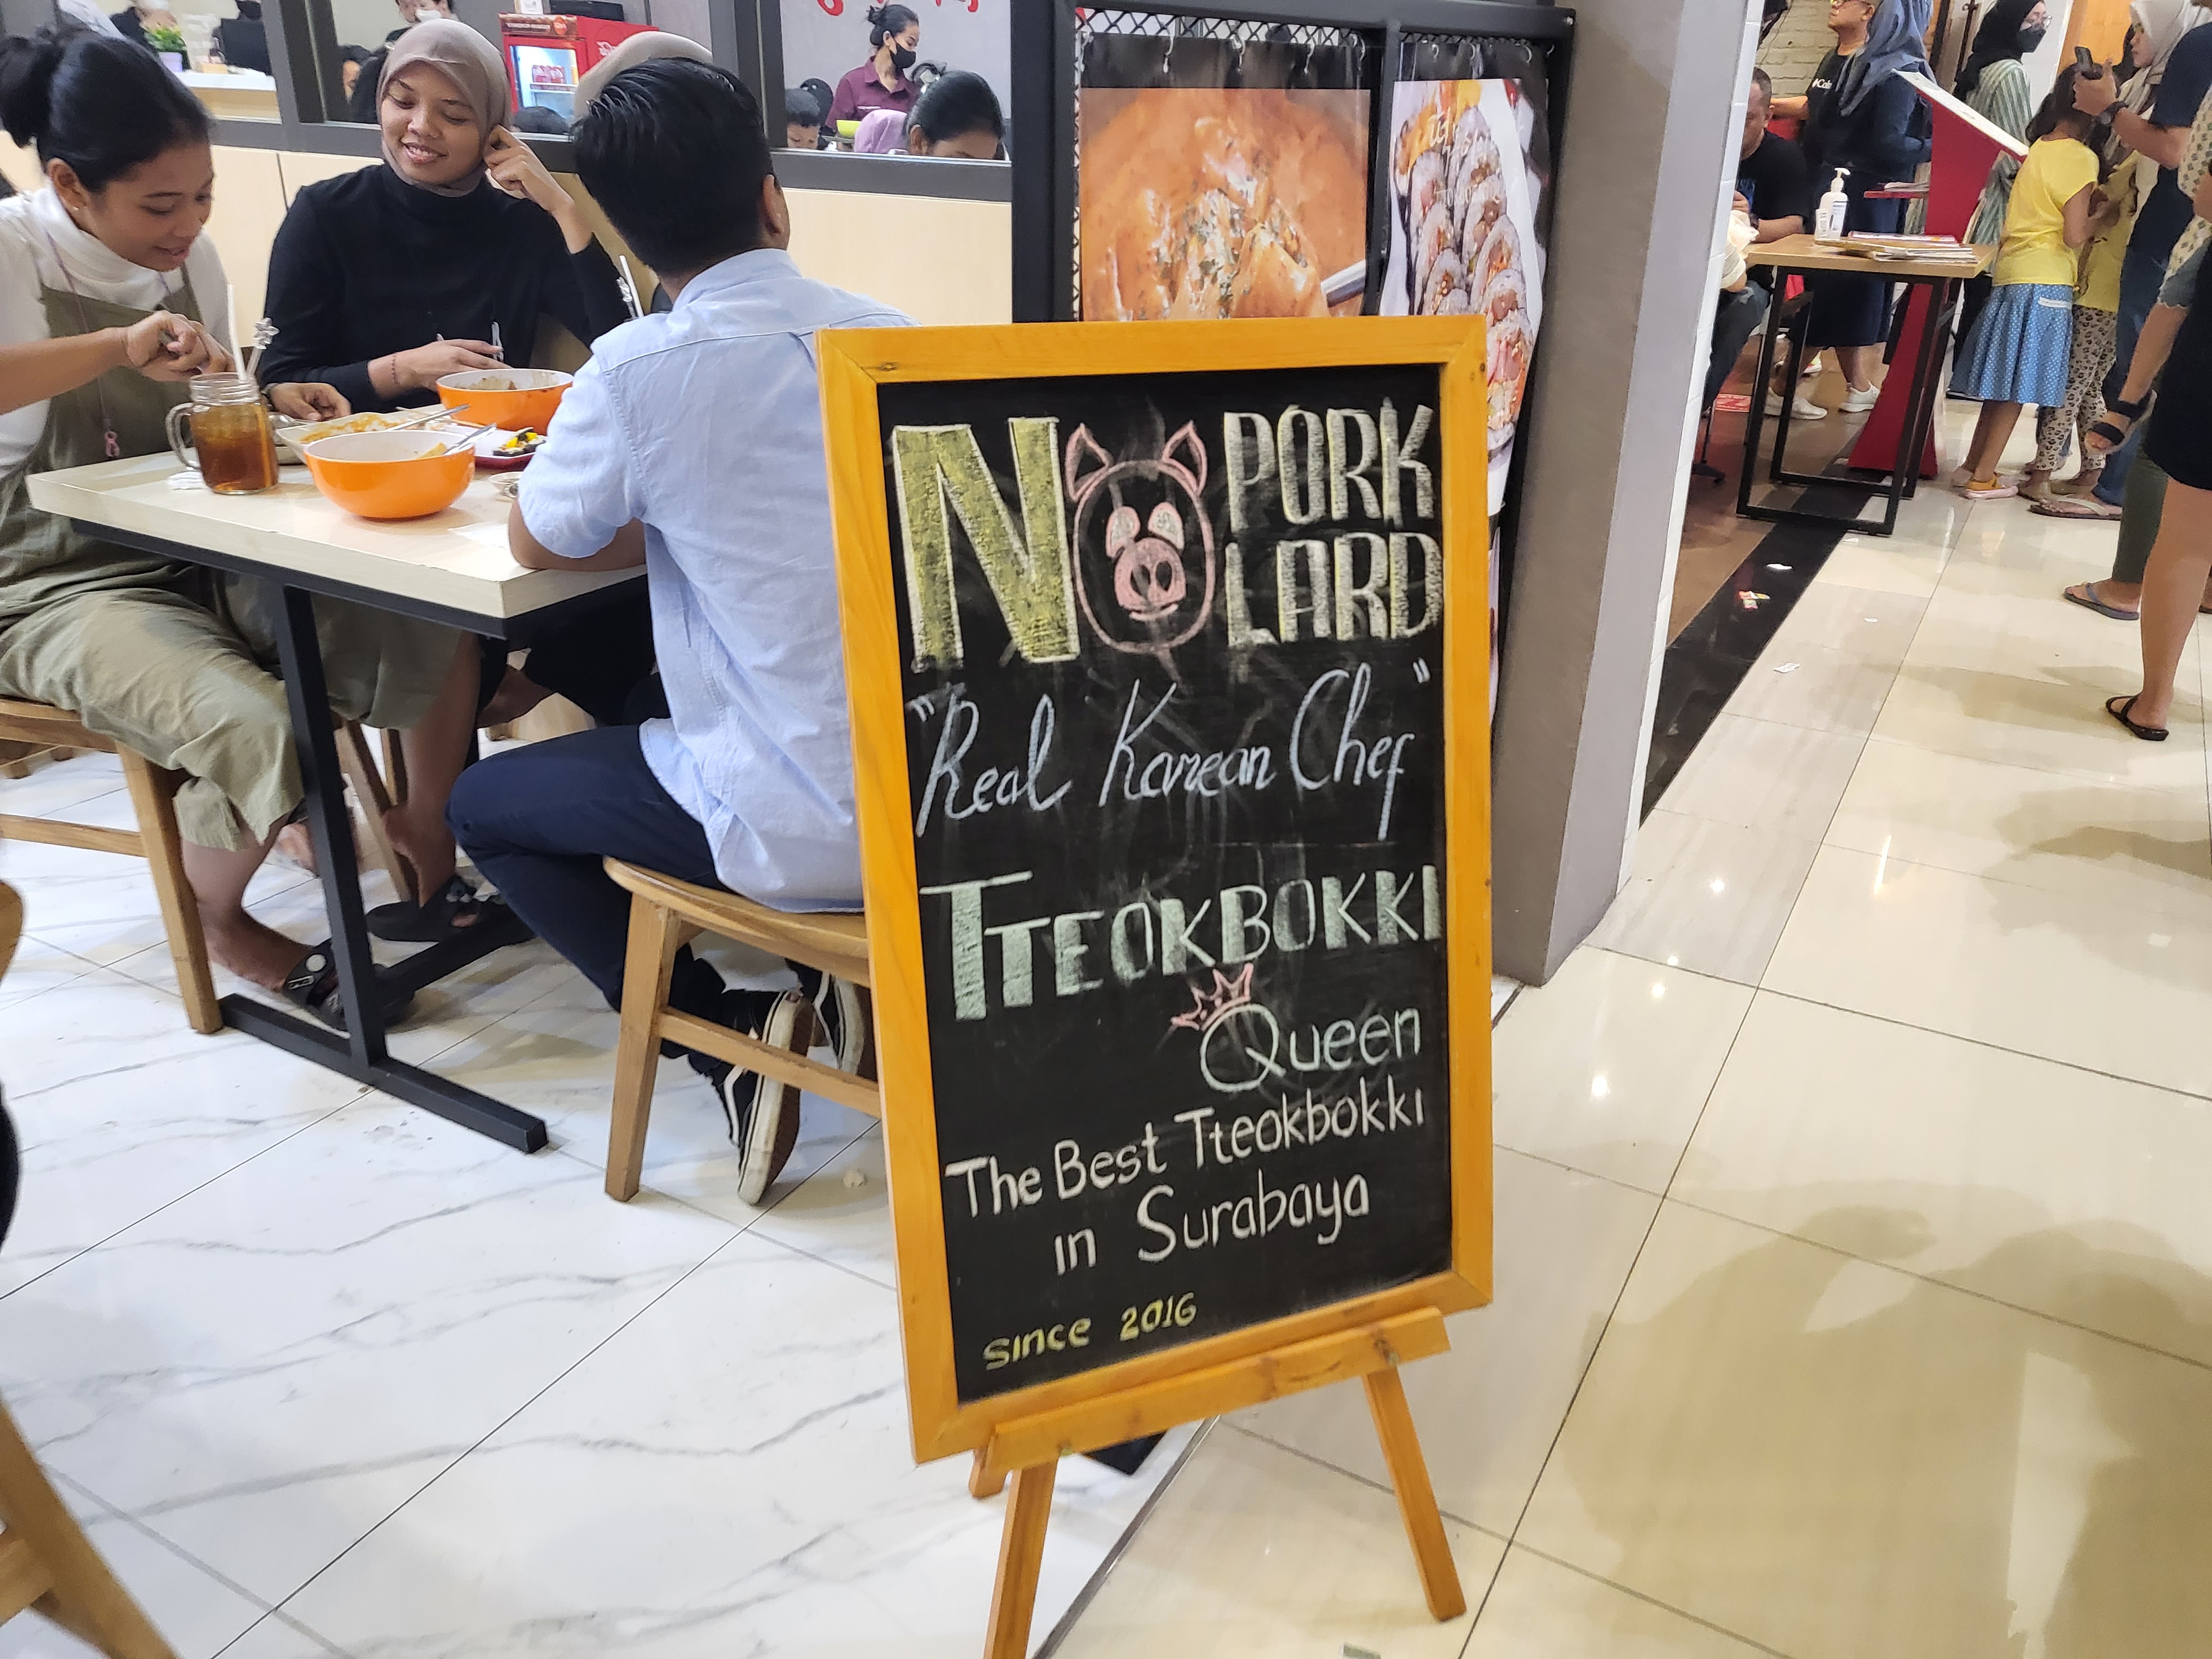 NO PORK
LARD
"Real Korean Chef"
TTEOKBOKKI
Queen
The Best Tteokbokki
in Surabaya
since 2016